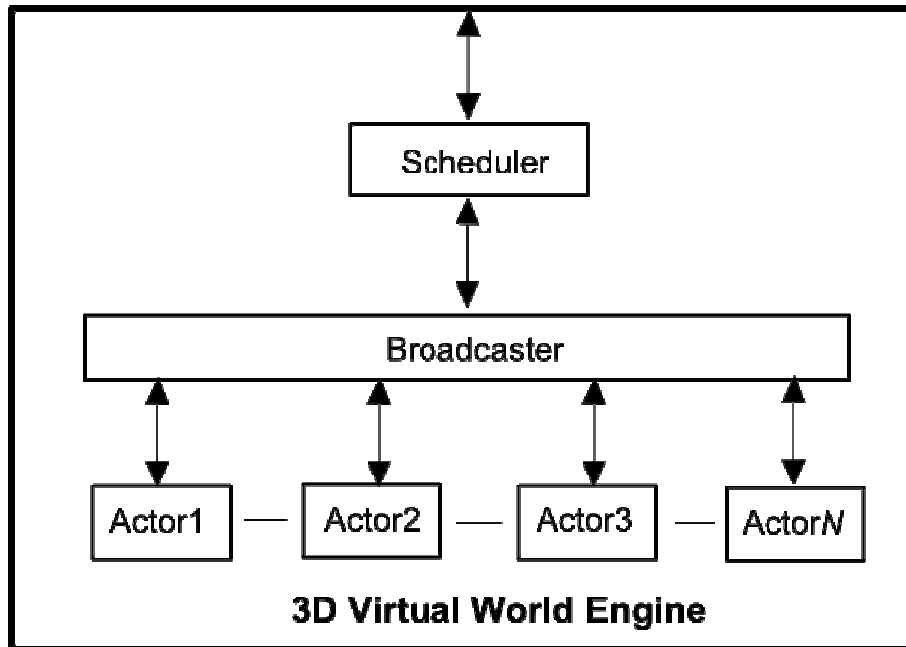 Scheduler
Broadcaster
Actor1
Actor2
Actor3
ActorN
3D Virtual World Engine